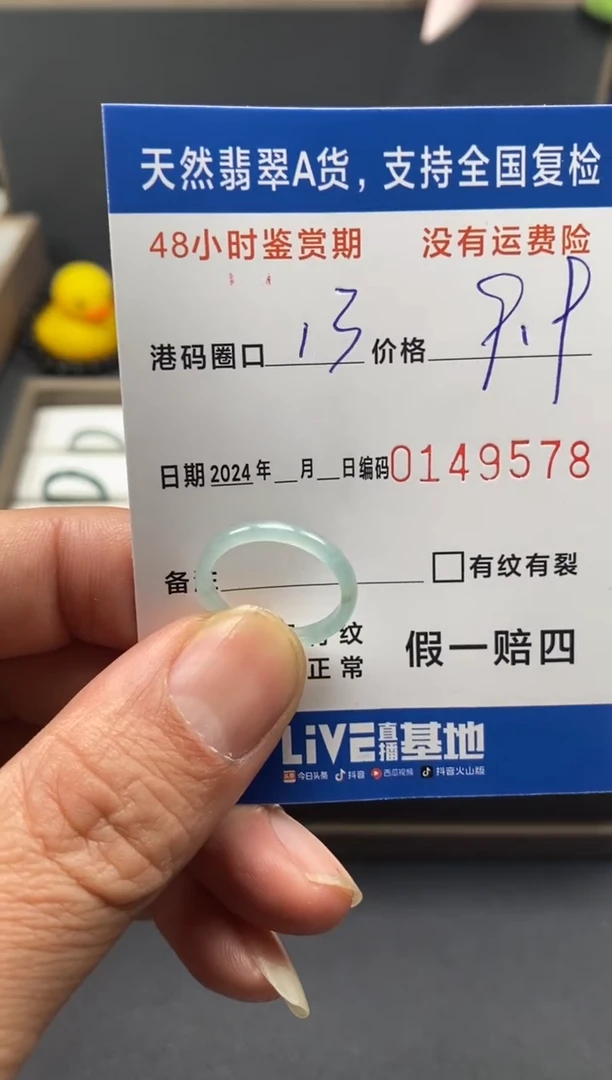 天然翡翠A货，支持全国复检
48小时鉴赏期 没有运费险
港码圈口 13 价格 9.9
日期2024年__月__日编码0149578
备 □有纹有裂
纹
正常 假一赔四
LiVE直播基地
今日头条 抖音 西瓜视频 抖音火山版